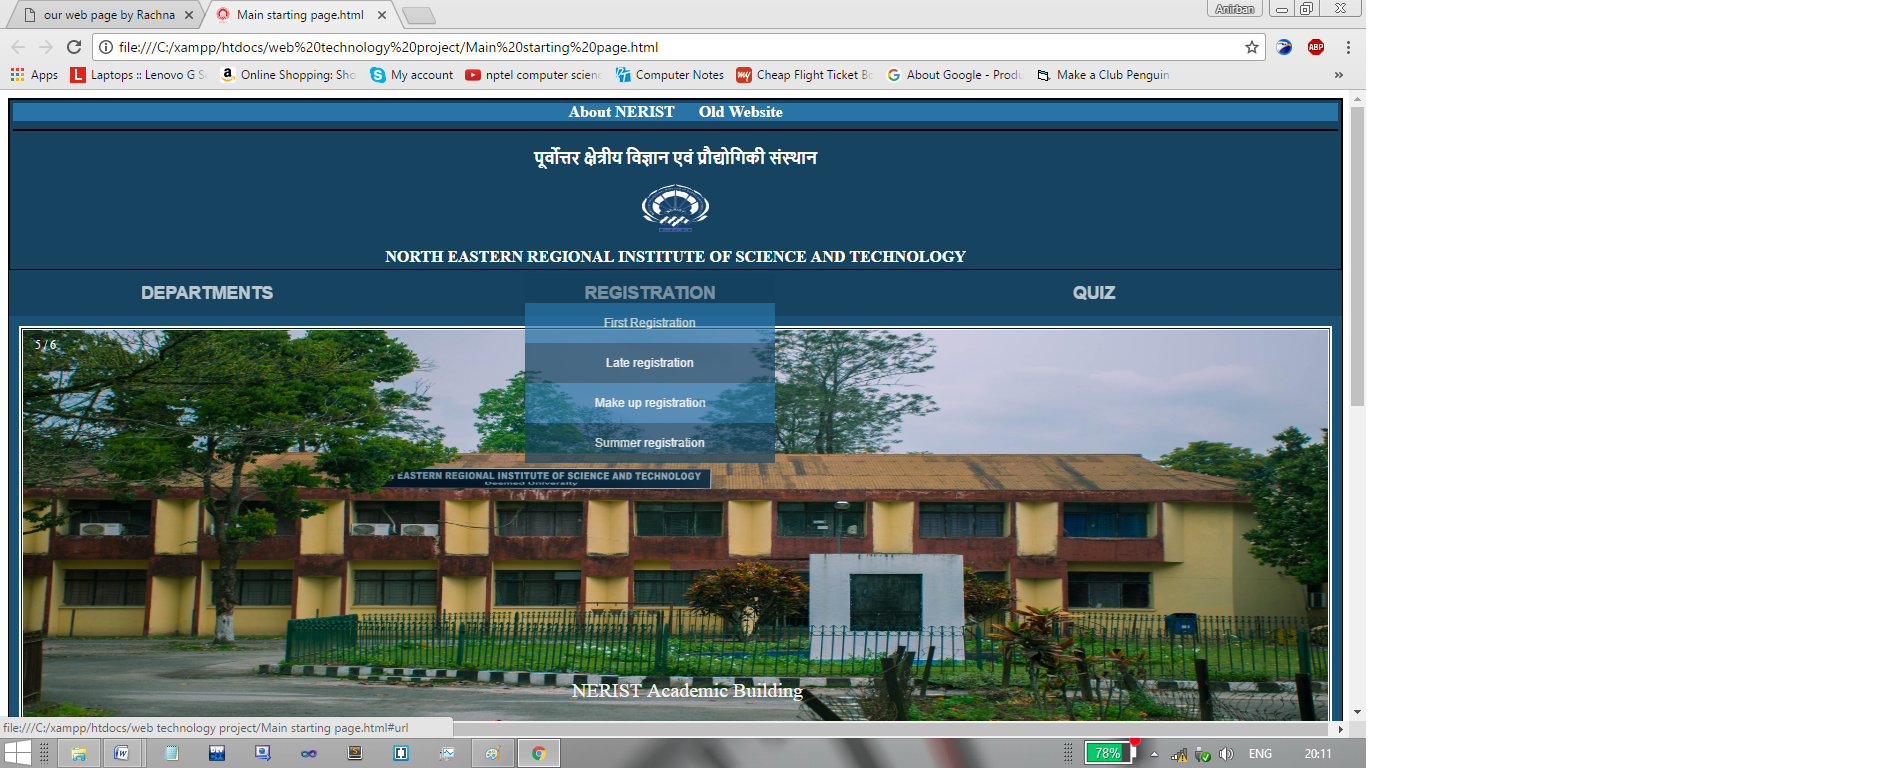 Anirban
our web page by Rachna
Main starting page.html
file:///C:/xampp/htdocs/web%20technology%20project/Main%20starting%20page.html
ABP
Apps
Laptops :: Lenovo G
Online Shopping: Sho
My account
nptel computer scienc
Computer Notes
Cheap Flight Ticket Bo
About Google - Produ
Make a Club Penguin
About NERIST Old Website
पूर्वोत्तर क्षेत्रीय विज्ञान एवं प्रौद्योगिकी संस्थान
NORTH EASTERN REGIONAL INSTITUTE OF SCIENCE AND TECHNOLOGY
DEPARTMENTS REGISTRATION QUIZ
First Registration
5 / 6
Late registration
Make up registration
Summer registration
EASTERN REGIONAL INSTITUTE OF SCIENCE AND TECHNOLOGY
Deemed University
NERIST Academic Building
file:///C:/xampp/htdocs/web technology project/Main starting page.html#url
78%
ENG
20:11